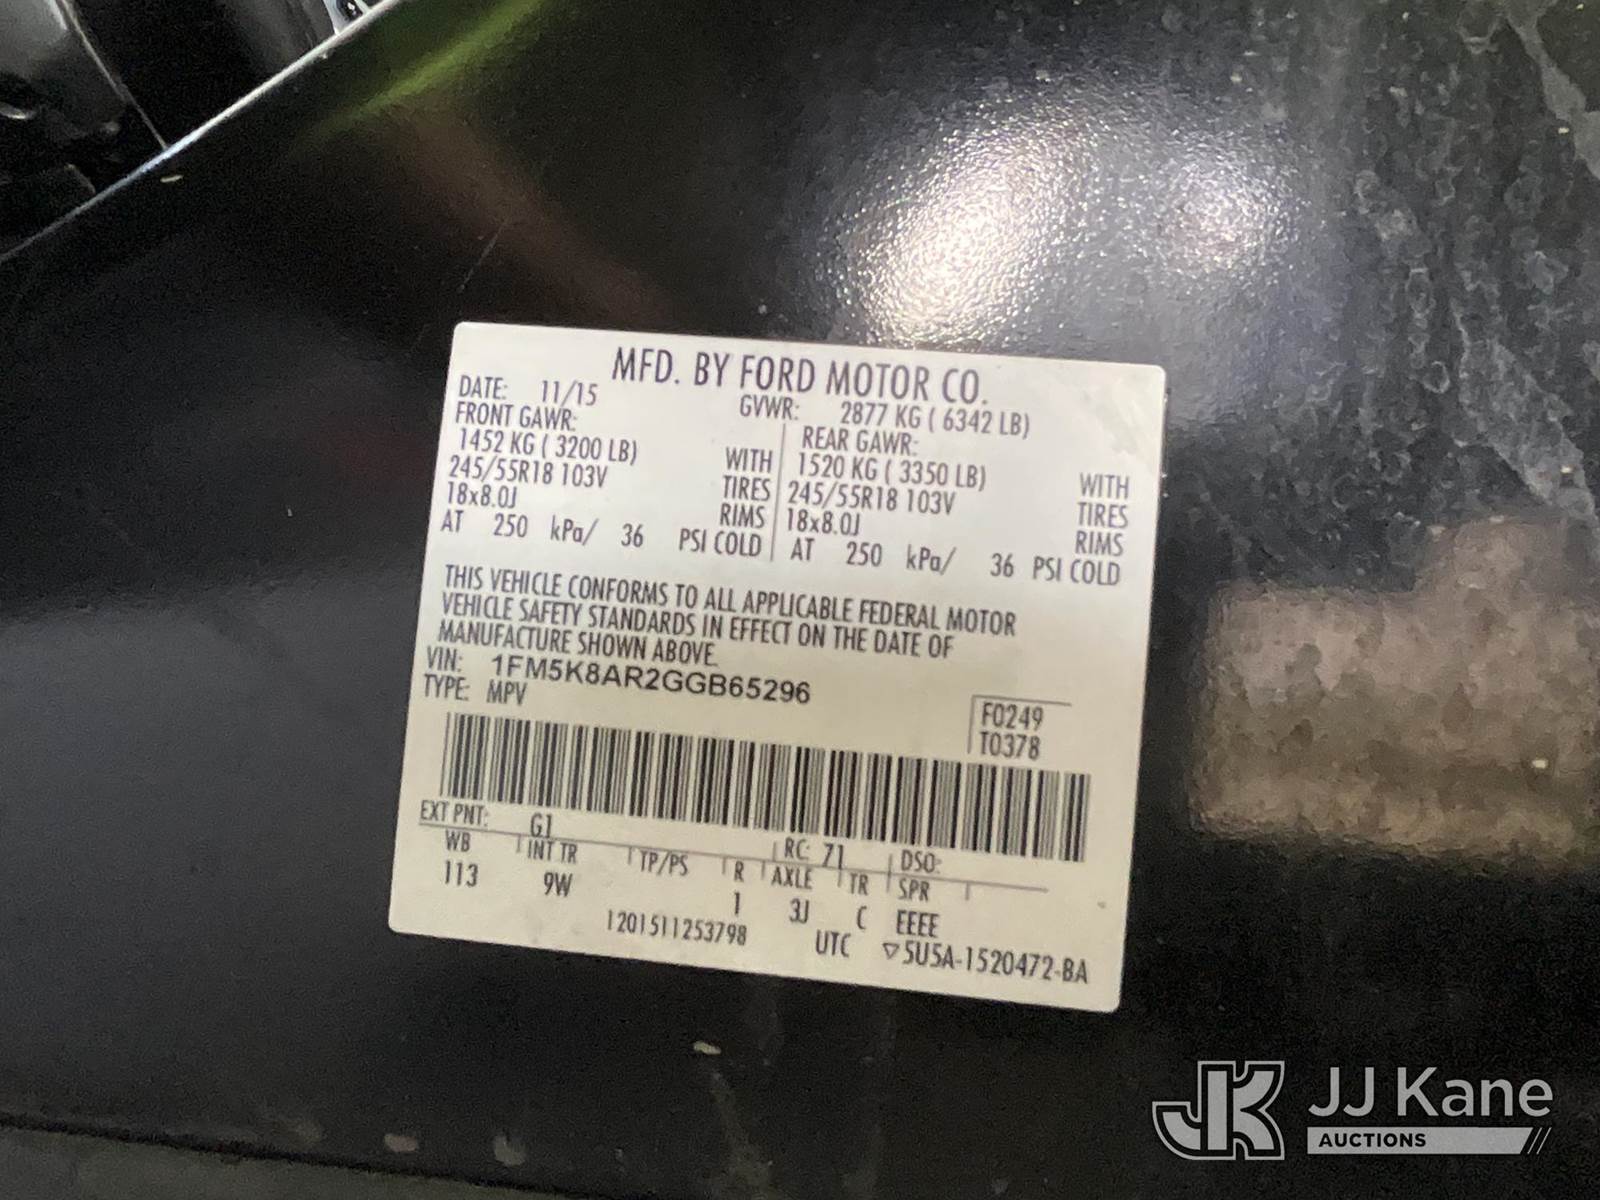 MFD. BY FORD MOTOR CO.
DATE: 11/15 GVWR: 2877 KG ( 6342 LB)
FRONT GAWR: REAR GAWR:
1452 KG ( 3200 LB) WITH 1520 KG ( 3350 LB) WITH
245/55R18 103V TIRES 245/55R18 103V TIRES
18x8.0J RIMS 18x8.0J RIMS
AT 250 kPa/ 36 PSI COLD AT 250 kPa/ 36 PSI COLD
THIS VEHICLE CONFORMS TO ALL APPLICABLE FEDERAL MOTOR
VEHICLE SAFETY STANDARDS IN EFFECT ON THE DATE OF
MANUFACTURE SHOWN ABOVE.
VIN: 1FM5K8AR2GGB65296
TYPE: MPV
F0249
T0378
EXT PNT: G1 RC: 71 DSO:
WB INT TR TP/PS R AXLE TR SPR
113 9W 1 3J C EEEE
1201511253798 UTC ▽5U5A-1520472-BA
JK JJ Kane
AUCTIONS